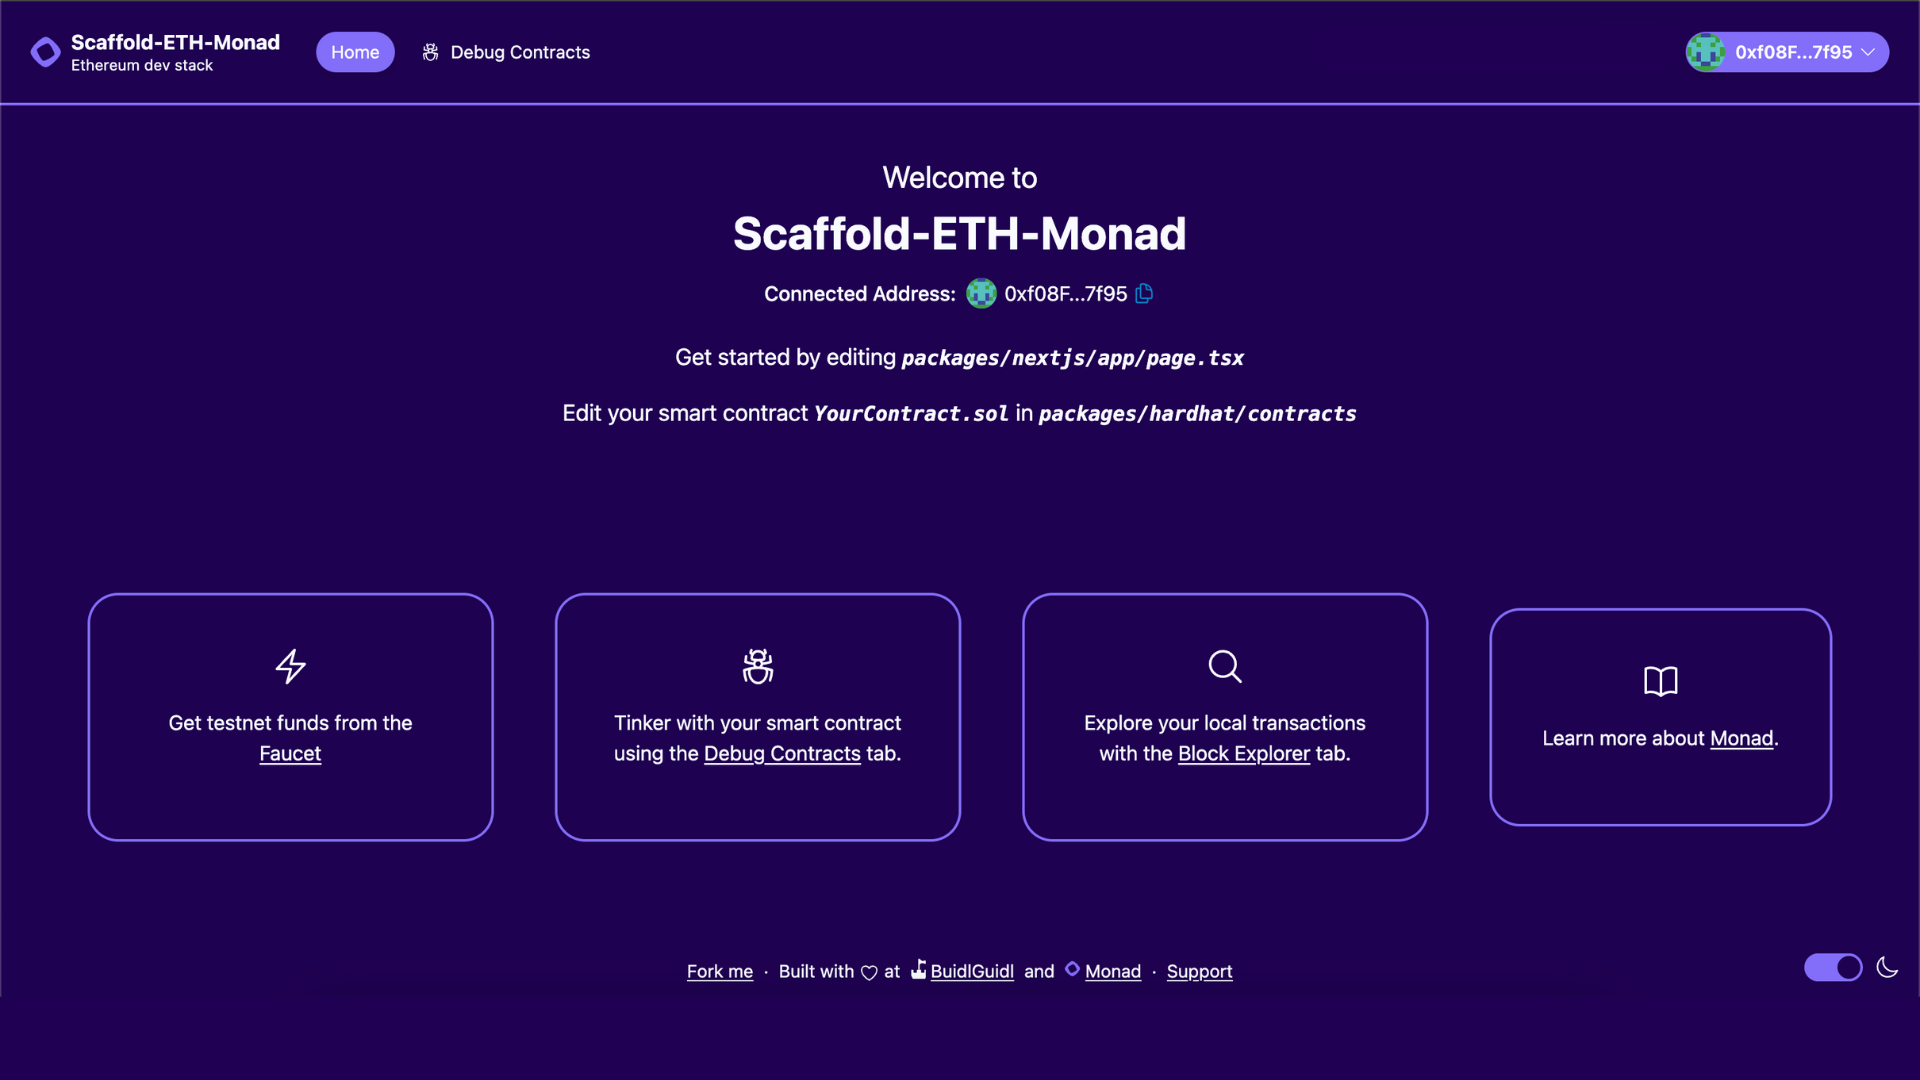 Scaffold-ETH-Monad
Ethereum dev stack
Home
Debug Contracts
0xf08F...7f95
Welcome to
Scaffold-ETH-Monad
Connected Address: 0xf08F...7f95
Get started by editing packages/nextjs/app/page.tsx
Edit your smart contract YourContract.sol in packages/hardhat/contracts
Get testnet funds from the
Faucet
Tinker with your smart contract
using the Debug Contracts tab.
Explore your local transactions
with the Block Explorer tab.
Learn more about Monad.
Fork me · Built with ♡ at BuidlGuidl and Monad · Support